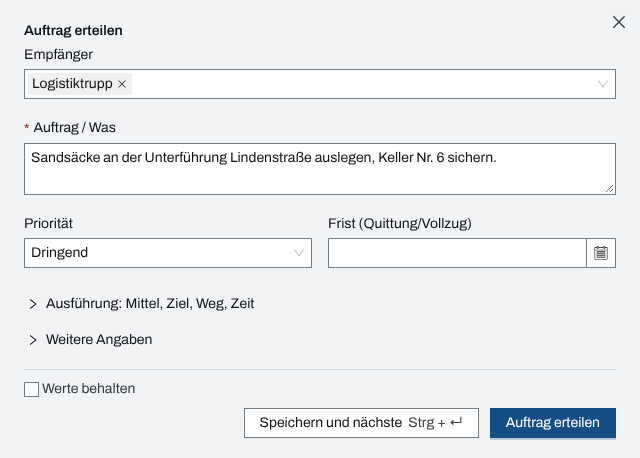 Auftrag erteilen
Empfänger
Logistiktrupp
* Auftrag / Was
Sandsäcke an der Unterführung Lindenstraße auslegen, Keller Nr. 6 sichern.
Priorität
Frist (Quittung/Vollzug)
Dringend
Ausführung: Mittel, Ziel, Weg, Zeit
Weitere Angaben
Werte behalten
Speichern und nächste Strg + ↵
Auftrag erteilen